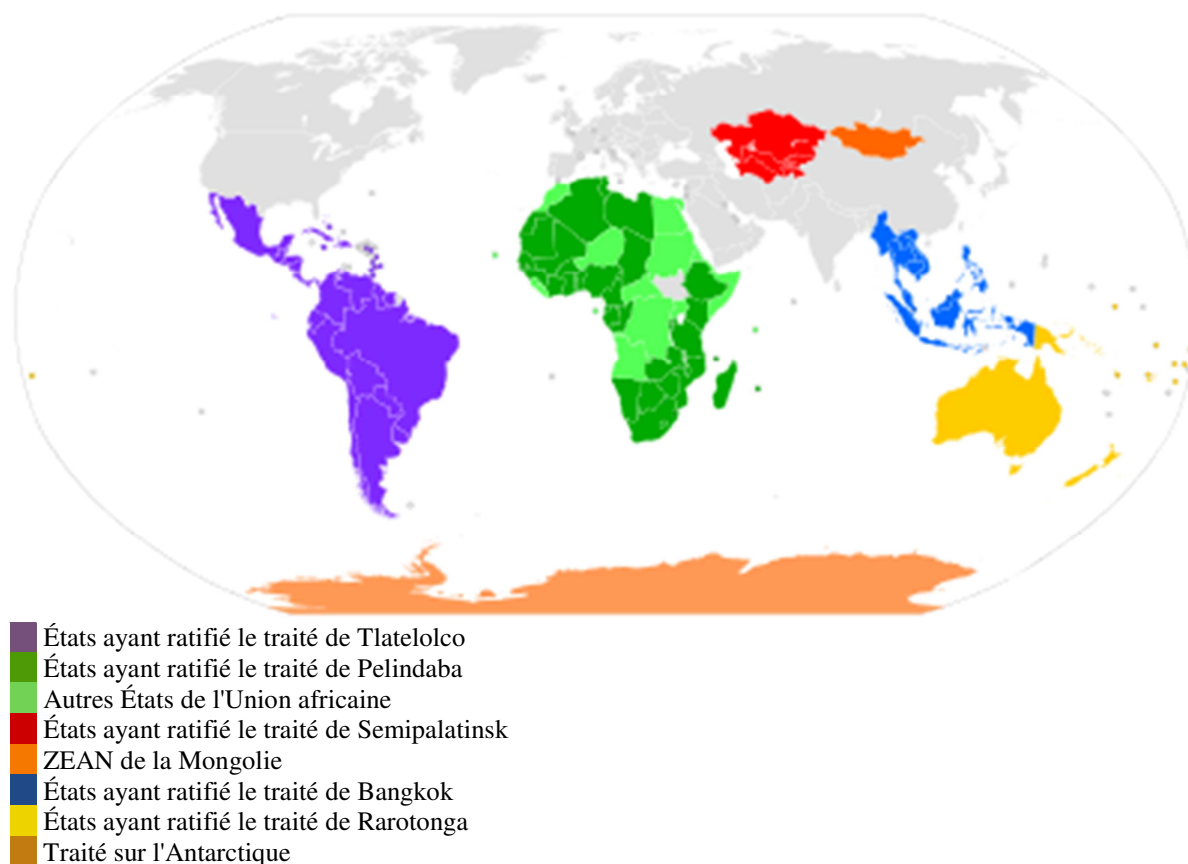 États ayant ratifié le traité de Tlatelolco
États ayant ratifié le traité de Pelindaba
Autres États de l'Union africaine
États ayant ratifié le traité de Semipalatinsk
ZEAN de la Mongolie
États ayant ratifié le traité de Bangkok
États ayant ratifié le traité de Rarotonga
Traité sur l'Antarctique